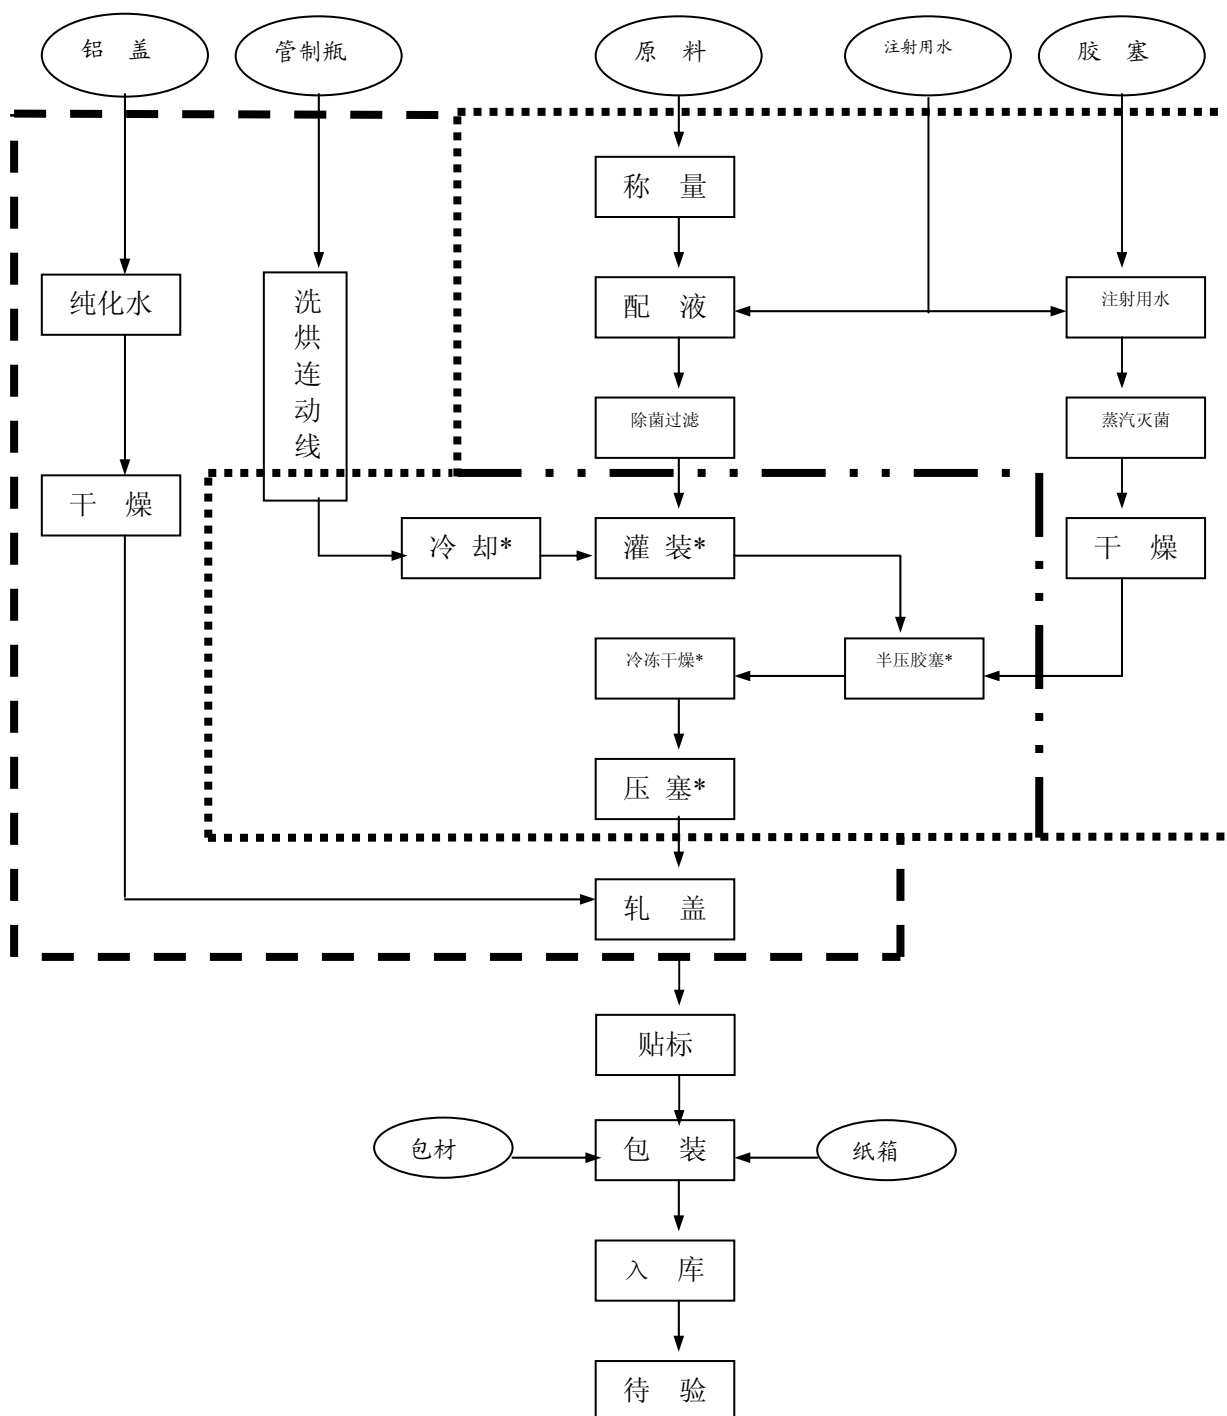 铝 盖
管制瓶
原 料
注射用水
胶 塞
称 量
纯化水
洗烘连动线
配 液
注射用水
除菌过滤
蒸汽灭菌
干 燥
冷 却*
灌 装*
干 燥
冷冻干燥*
半压胶塞*
压 塞*
轧 盖
贴标
包材
包 装
纸箱
入 库
待 验